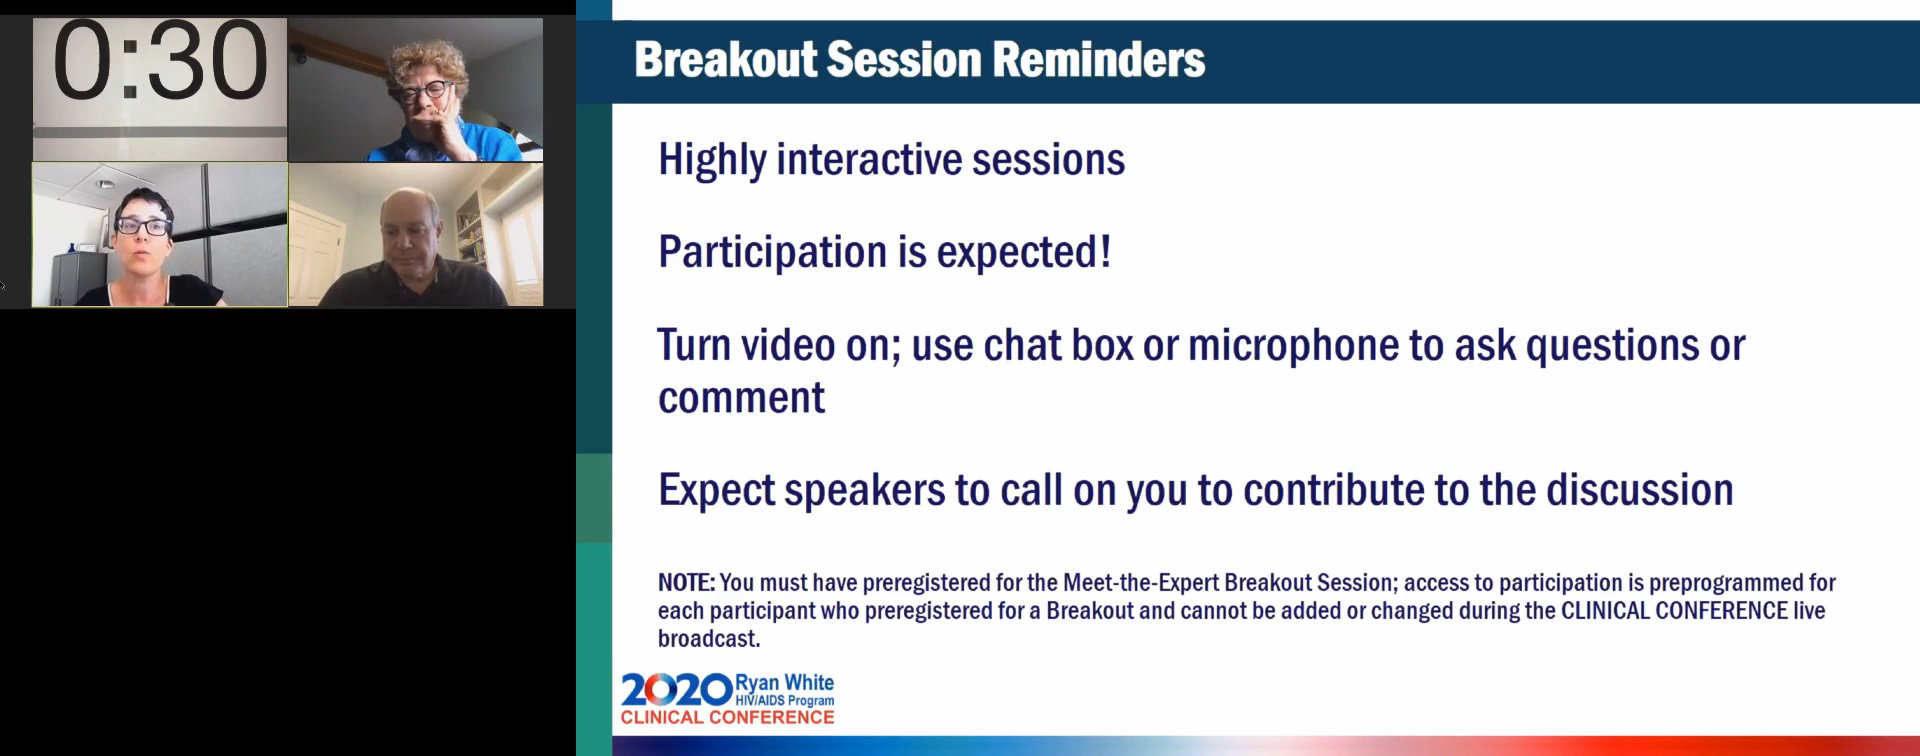 0:30
Breakout Session Reminders
Highly interactive sessions
Participation is expected!
Turn video on; use chat box or microphone to ask questions or
comment
Expect speakers to call on you to contribute to the discussion
NOTE: You must have preregistered for the Meet-the-Expert Breakout Session; access to participation is preprogrammed for
each participant who preregistered for a Breakout and cannot be added or changed during the CLINICAL CONFERENCE live
broadcast.
2020 Ryan White
HIV/AIDS Program
CLINICAL CONFERENCE